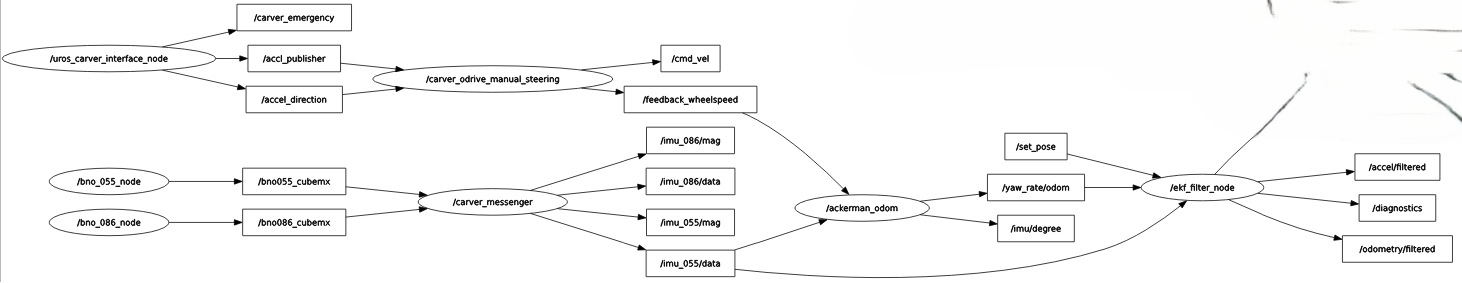 /carver_emergency
/uros_carver_interface_node
/accl_publisher
/cmd_vel
/carver_odrive_manual_steering
/accel_direction
/feedback_wheelspeed
/imu_086/mag
/set_pose
/accel/filtered
/bno_055_node
/bno055_cubemx
/imu_086/data
/yaw_rate/odom
/ekf_filter_node
/carver_messenger
/ackerman_odom
/diagnostics
/bno_086_node
/bno086_cubemx
/imu_055/mag
/imu/degree
/odometry/filtered
/imu_055/data